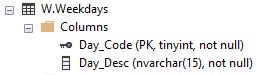 W.Weekdays
Columns
Day_Code (PK, tinyint, not null)
Day_Desc (nvarchar(15), not null)